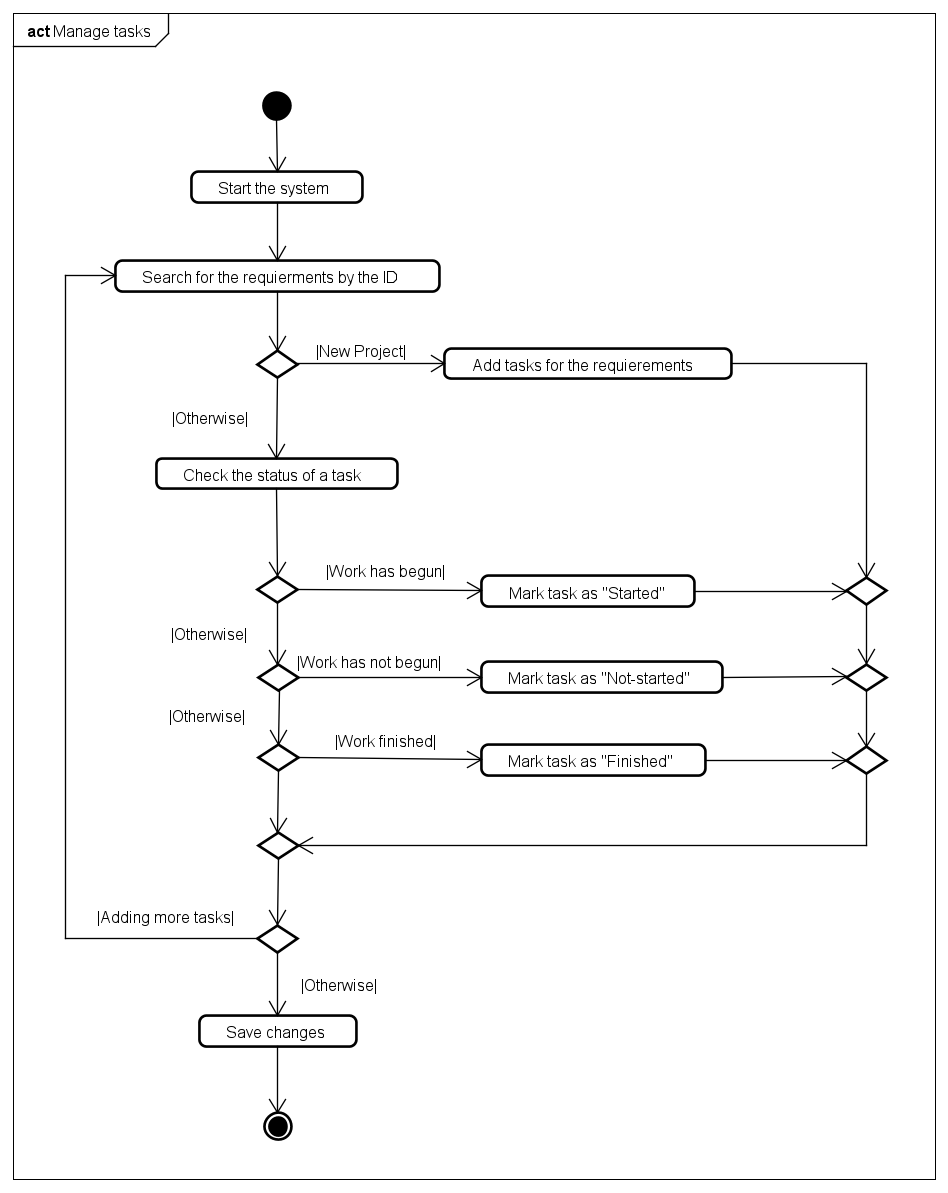 act Manage tasks
Start the system
Search for the requierments by the ID
|New Project|
Add tasks for the requierements
|Otherwise|
Check the status of a task
|Work has begun|
Mark task as "Started"
|Otherwise|
|Work has not begun|
Mark task as "Not-started"
|Otherwise|
|Work finished|
Mark task as "Finished"
|Adding more tasks|
|Otherwise|
Save changes